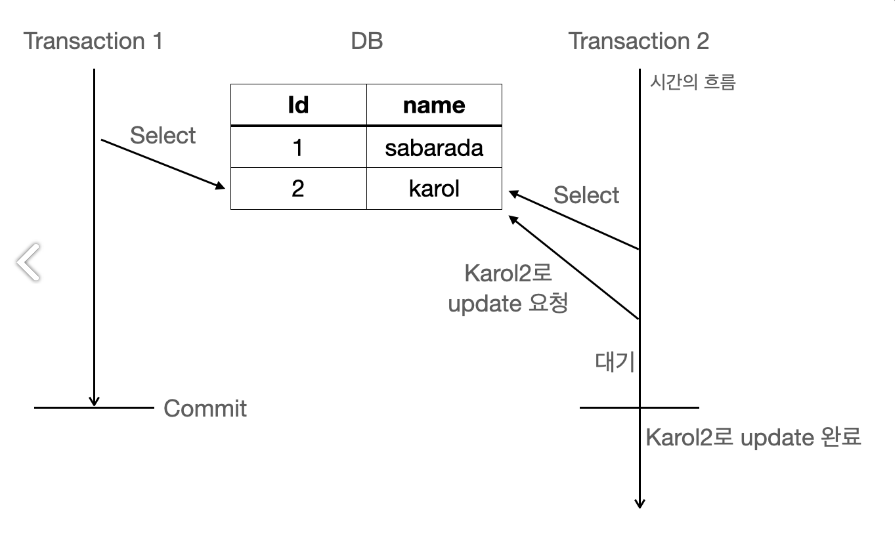 Transaction 1
DB
Transaction 2
시간의 흐름
Id name
1 sabarada
2 karol
Select
Select
Karol2로
update 요청
대기
Commit
Karol2로 update 완료